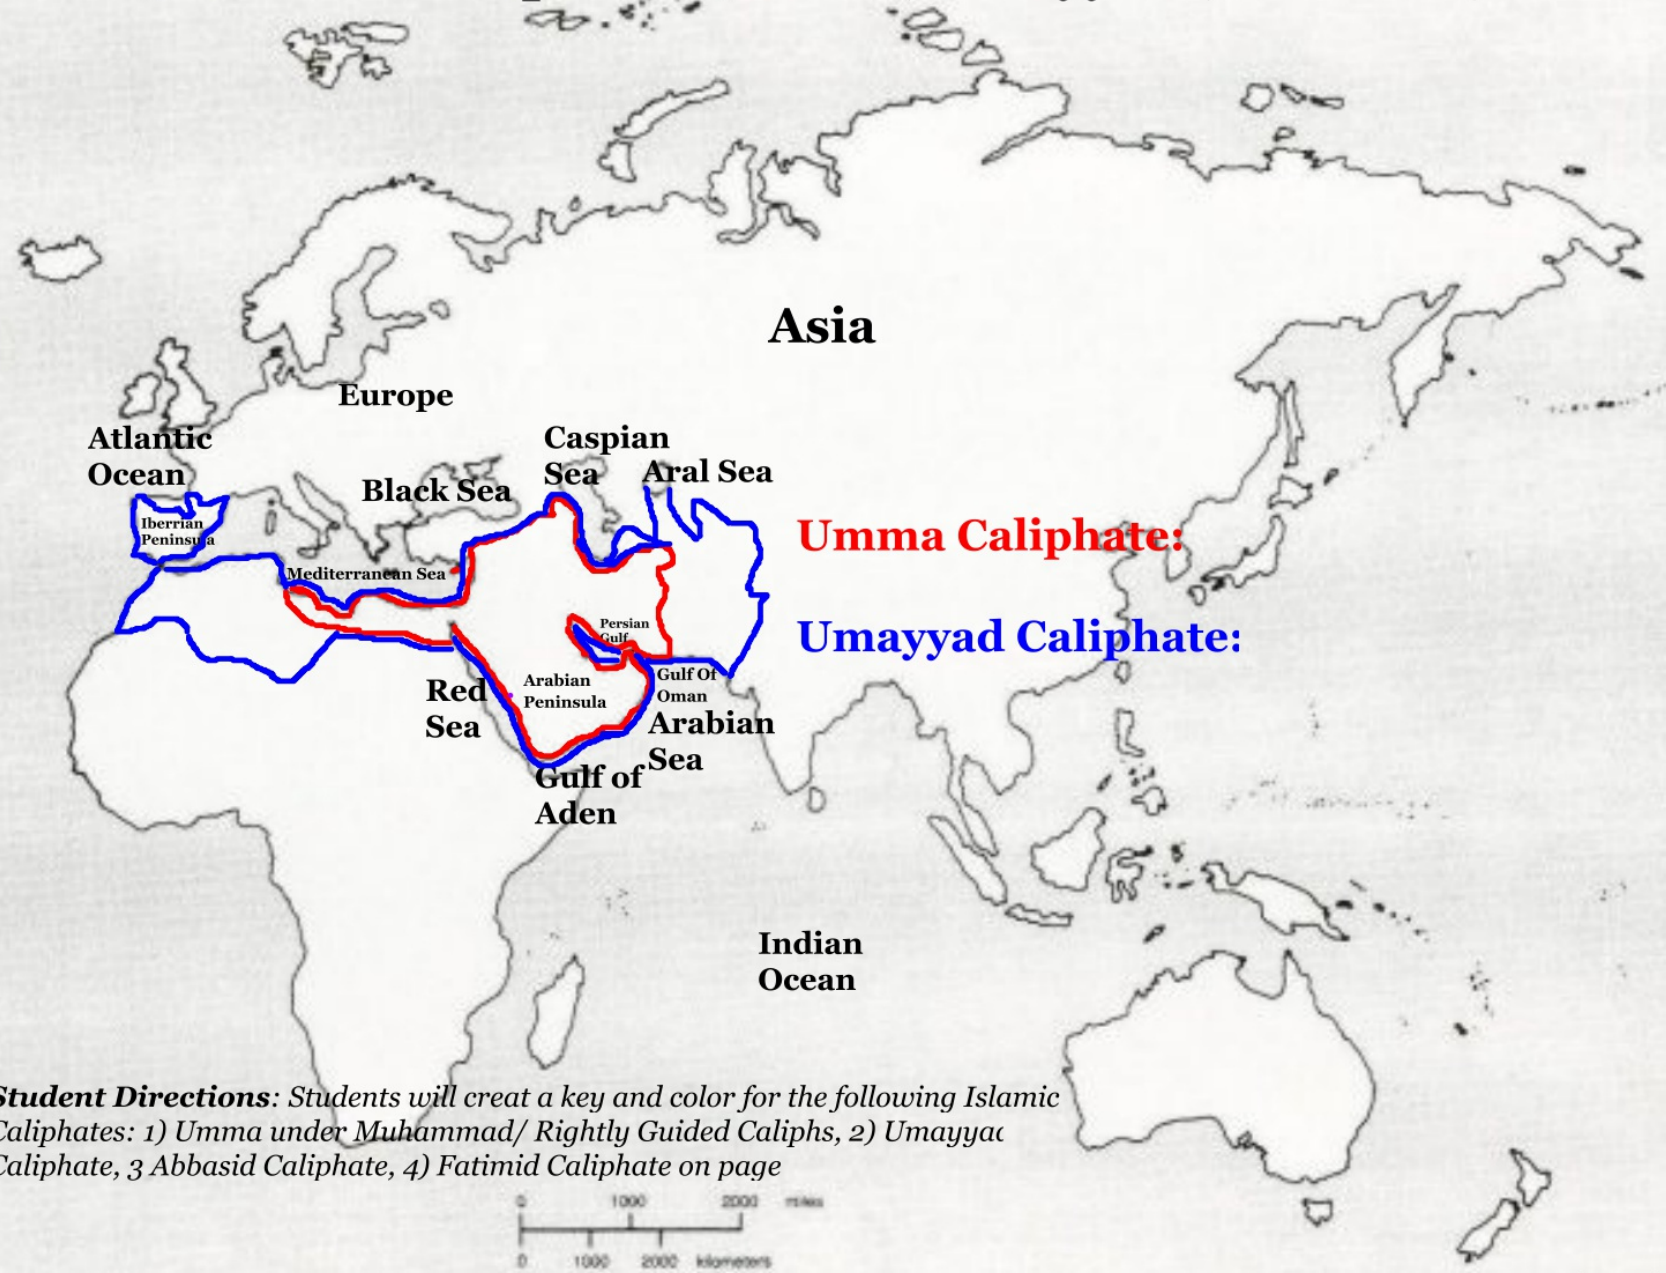 Asia
Europe
Atlantic
Ocean
Caspian
Sea
Aral Sea
Black Sea
Iberrian
Peninsula
Umma Caliphate:
Mediterranean Sea
Persian
Gulf
Umayyad Caliphate:
Red
Sea
Arabian
Peninsula
Gulf Of
Oman
Arabian
Sea
Gulf of
Aden
Indian
Ocean
Student Directions: Students will creat a key and color for the following Islamic
Caliphates: 1) Umma under Muhammad/ Rightly Guided Caliphs, 2) Umayyad
Caliphate, 3 Abbasid Caliphate, 4) Fatimid Caliphate on page
0 1000 2000 miles
0 1000 2000 kilometers